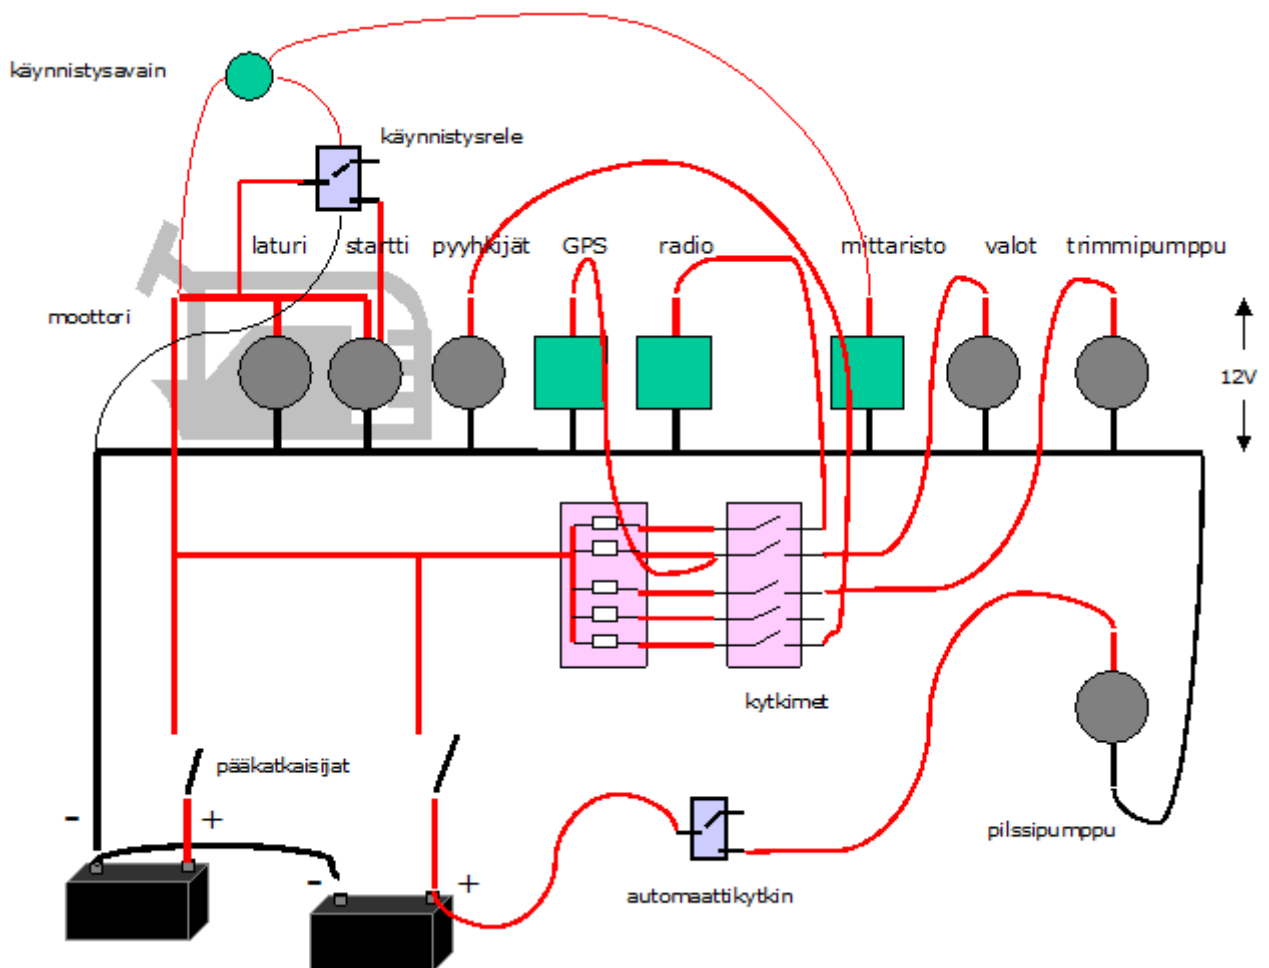 käynnistysavain
käynnistysrele
laturi
startti
pyyhkijät
GPS
radio
mittaristo
valot
trimmipumppu
moottori
12V
kytkimet
pääkatkaisijat
-
+
pilssipumppu
-
+
automaattikytkin